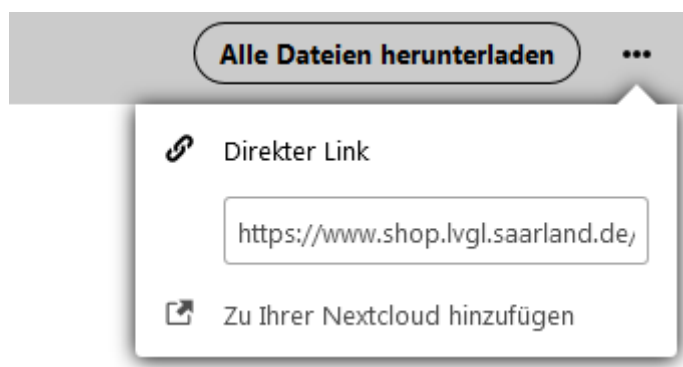 Alle Dateien herunterladen
Direkter Link
https://www.shop.lvgl.saarland.de/
Zu Ihrer Nextcloud hinzufügen